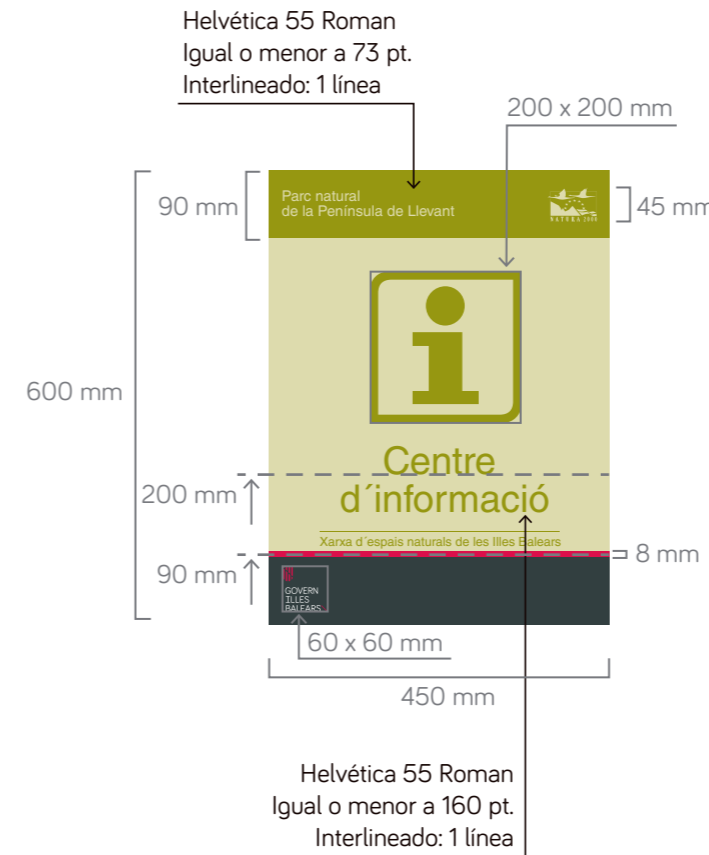 Helvética 55 Roman
Igual o menor a 73 pt.
Interlineado: 1 línea
200 x 200 mm
90 mm
Parc natural
de la Península de Llevant
NATURA 2000
45 mm
600 mm
i
Centre
d´informació
200 mm
Xarxa d´espais naturals de les Illes Balears
8 mm
90 mm
GOVERN
ILLES
BALEARS
60 x 60 mm
450 mm
Helvética 55 Roman
Igual o menor a 160 pt.
Interlineado: 1 línea